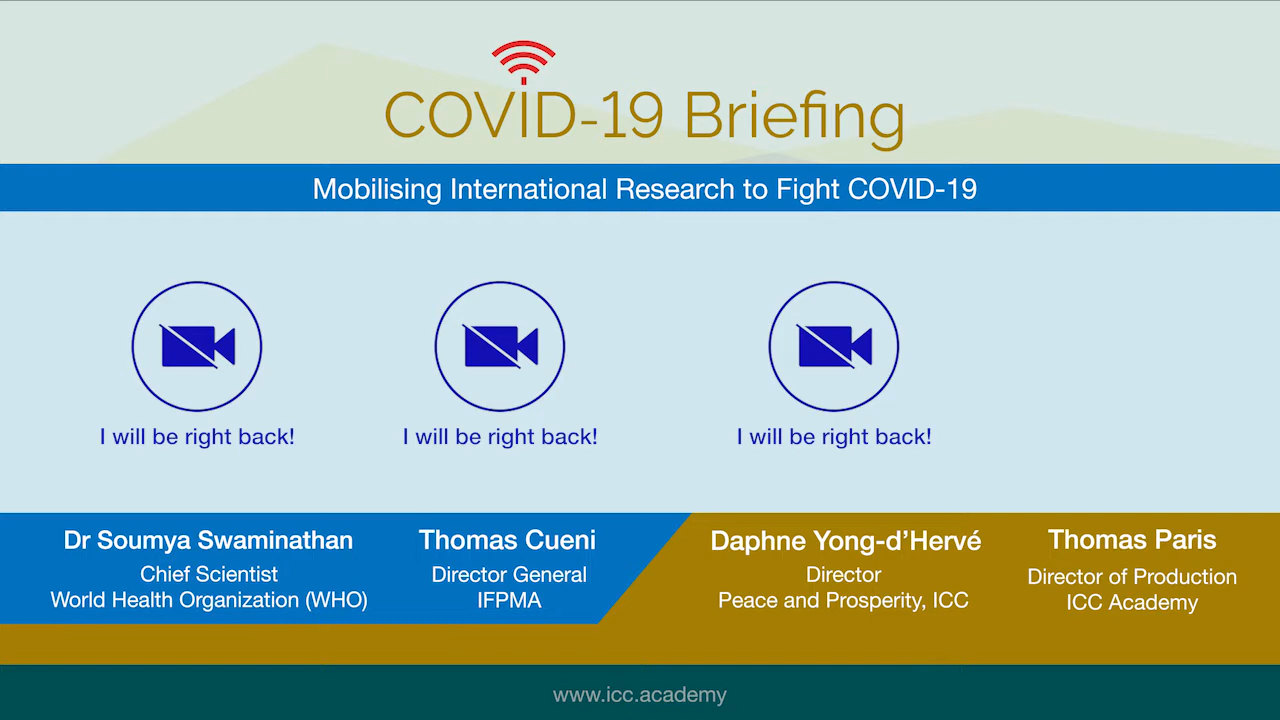 COVID-19 Briefing
Mobilising International Research to Fight COVID-19
I will be right back!
I will be right back!
I will be right back!
Dr Soumya Swaminathan
Chief Scientist
World Health Organization (WHO)
Thomas Cueni
Director General
IFPMA
Daphne Yong-d’Hervé
Director
Peace and Prosperity, ICC
Thomas Paris
Director of Production
ICC Academy
www.icc.academy